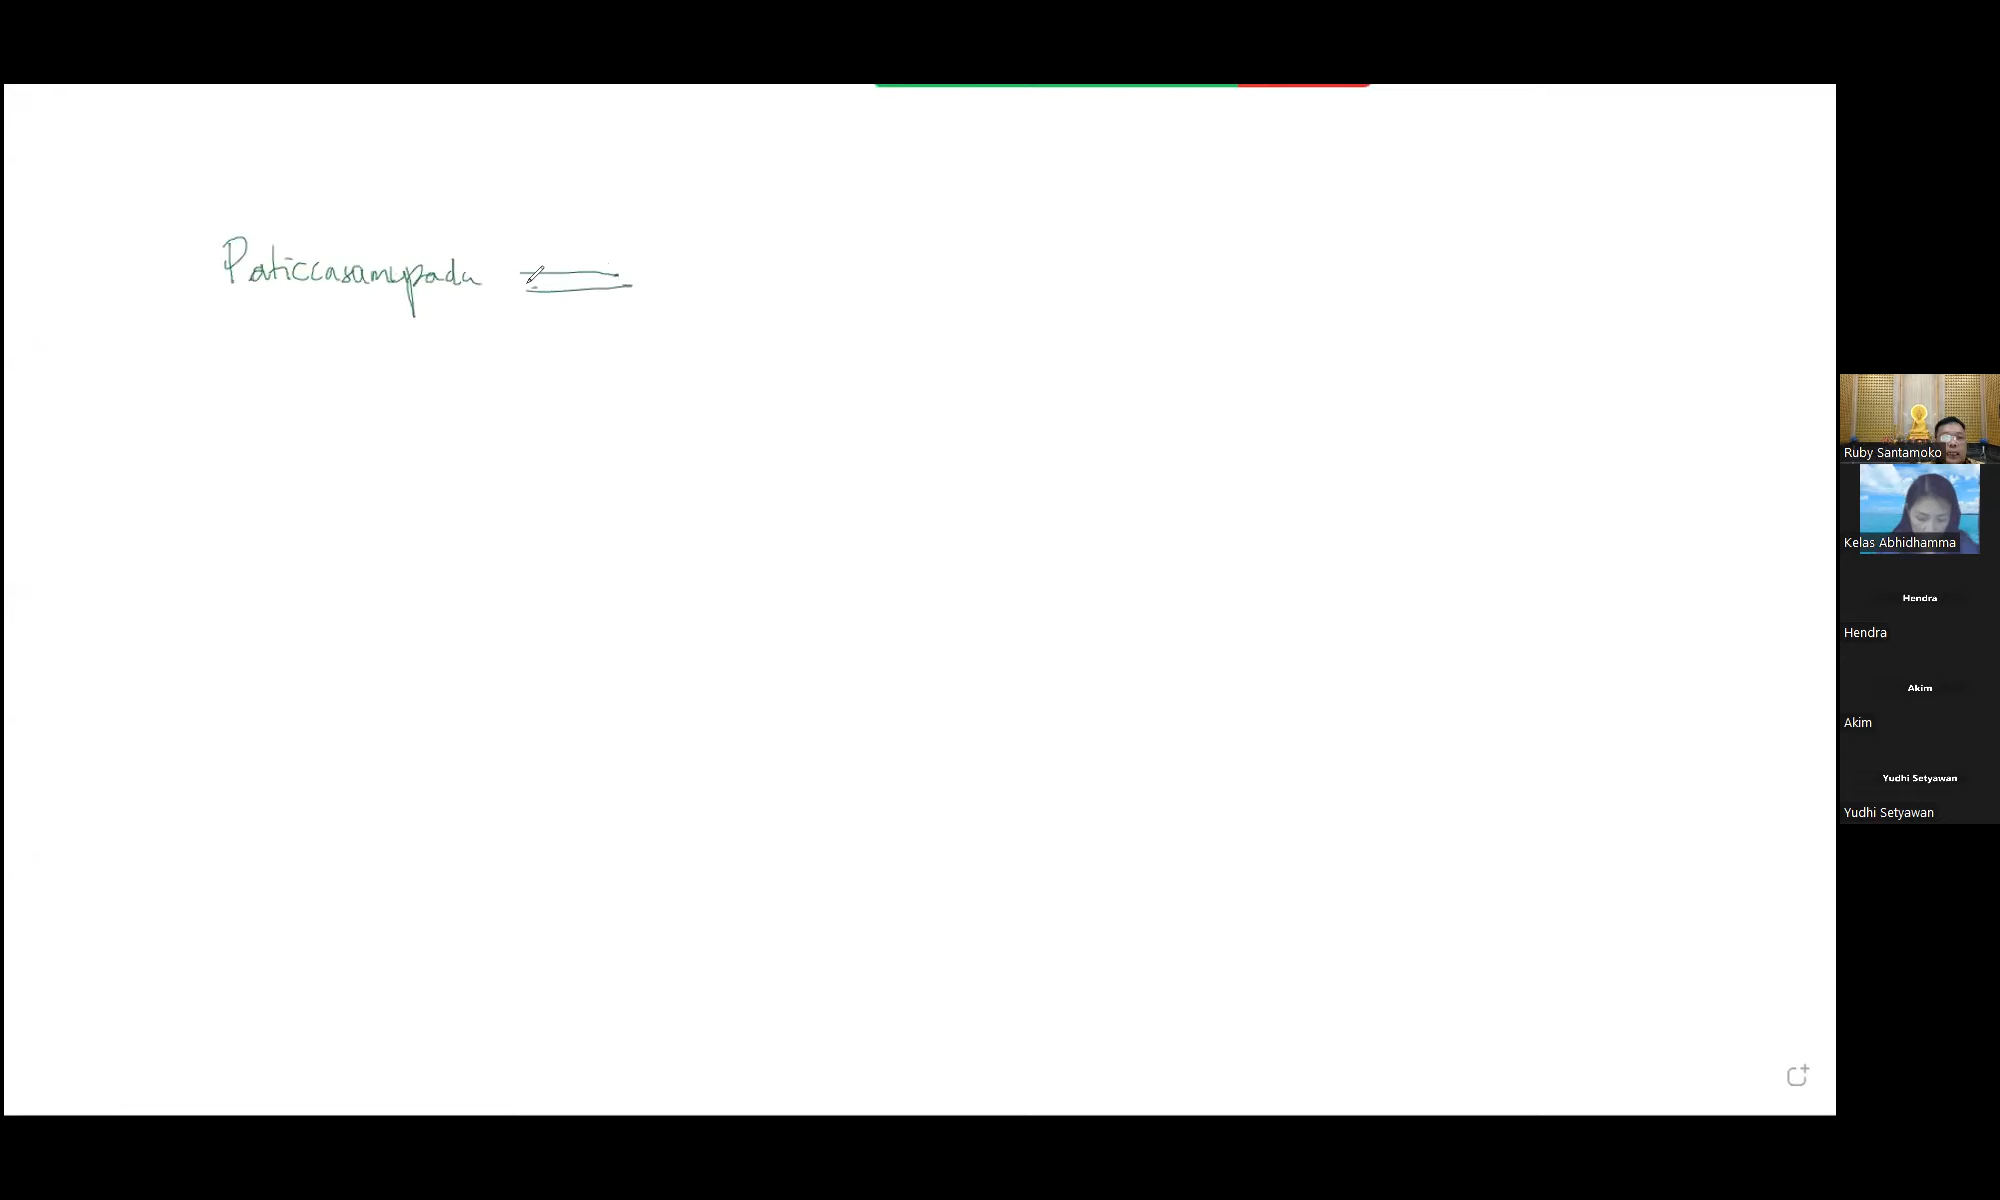 Paticcasamupada
Ruby Santamoko
Kelas Abhidhamma
Hendra
Hendra
Akim
Akim
Yudhi Setyawan
Yudhi Setyawan